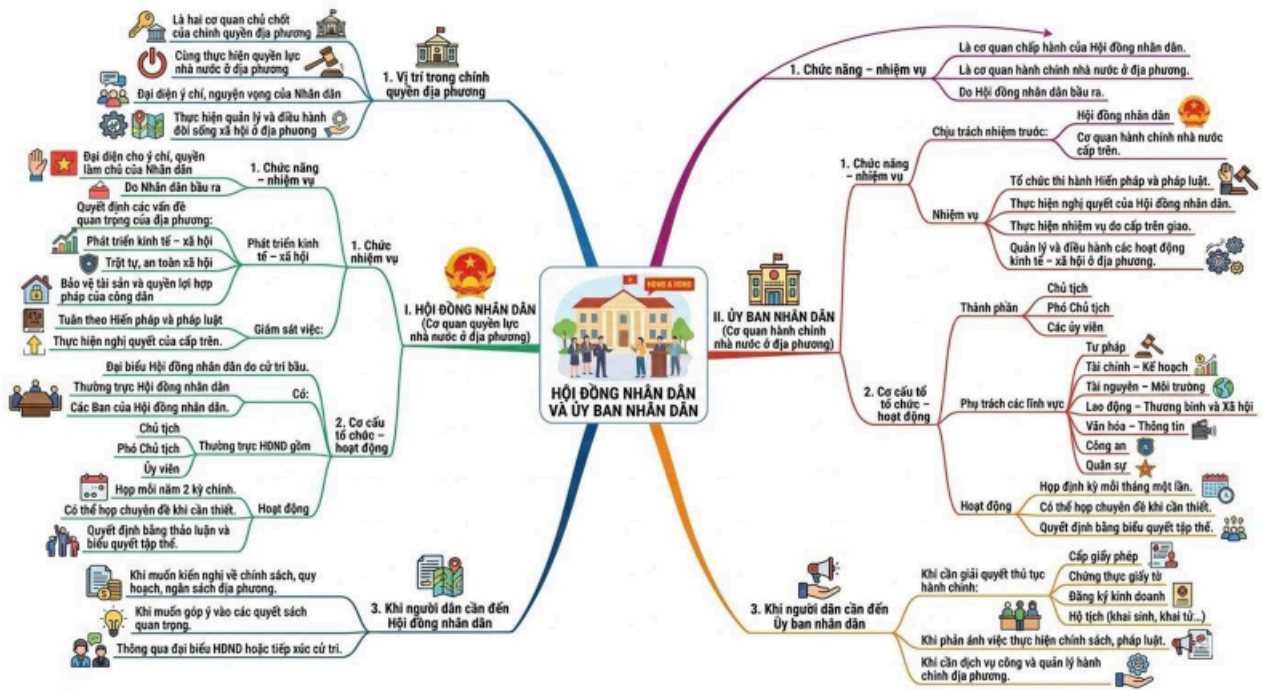 HĐND & UBND
HỘI ĐỒNG NHÂN DÂN
VÀ ỦY BAN NHÂN DÂN
1. Vị trí trong chính
quyền địa phương
Là hai cơ quan chủ chốt
của chính quyền địa phương
Cùng thực hiện quyền lực
nhà nước ở địa phương
Đại diện ý chí, nguyện vọng của Nhân dân
Thực hiện quản lý và điều hành
đời sống xã hội ở địa phương
I. HỘI ĐỒNG NHÂN DÂN
(Cơ quan quyền lực
nhà nước ở địa phương)
1. Chức
nhiệm vụ
1. Chức năng
– nhiệm vụ
Đại diện cho ý chí, quyền
làm chủ của Nhân dân
Do Nhân dân bầu ra
Phát triển kinh
tế – xã hội
Quyết định các vấn đề
quan trọng của địa phương:
Phát triển kinh tế – xã hội
Trật tự, an toàn xã hội
Bảo vệ tài sản và quyền lợi hợp
pháp của công dân
Giám sát việc:
Tuân theo Hiến pháp và pháp luật
Thực hiện nghị quyết của cấp trên.
2. Cơ cấu
tổ chức –
hoạt động
Có:
Đại biểu Hội đồng nhân dân do cử tri bầu.
Thường trực Hội đồng nhân dân
Các Ban của Hội đồng nhân dân.
Thường trực HĐND gồm
Chủ tịch
Phó Chủ tịch
Ủy viên
Hoạt động
Họp mỗi năm 2 kỳ chính.
Có thể họp chuyên đề khi cần thiết.
Quyết định bằng thảo luận và
biểu quyết tập thể.
3. Khi người dân cần đến
Hội đồng nhân dân
Khi muốn kiến nghị về chính sách, quy
hoạch, ngân sách địa phương.
Khi muốn góp ý vào các quyết sách
quan trọng.
Thông qua đại biểu HĐND hoặc tiếp xúc cử tri.
1. Chức năng – nhiệm vụ
Là cơ quan chấp hành của Hội đồng nhân dân.
Là cơ quan hành chính nhà nước ở địa phương.
Do Hội đồng nhân dân bầu ra.
II. ỦY BAN NHÂN DÂN
(Cơ quan hành chính
nhà nước ở địa phương)
1. Chức năng
– nhiệm vụ
Chịu trách nhiệm trước:
Hội đồng nhân dân
Cơ quan hành chính nhà nước
cấp trên.
Nhiệm vụ
Tổ chức thi hành Hiến pháp và pháp luật.
Thực hiện nghị quyết của Hội đồng nhân dân.
Thực hiện nhiệm vụ do cấp trên giao.
Quản lý và điều hành các hoạt động
kinh tế – xã hội ở địa phương.
2. Cơ cấu tổ
tổ chức –
hoạt động
Thành phần
Chủ tịch
Phó Chủ tịch
Các ủy viên
Phụ trách các lĩnh vực
Tư pháp
Tài chính – Kế hoạch
Tài nguyên – Môi trường
Lao động – Thương binh và Xã hội
Văn hóa – Thông tin
Công an
Quân sự
Hoạt động
Họp định kỳ mỗi tháng một lần.
Có thể họp chuyên đề khi cần thiết.
Quyết định bằng biểu quyết tập thể.
3. Khi người dân cần đến
Ủy ban nhân dân
Khi cần giải quyết thủ tục
hành chính:
Cấp giấy phép
Chứng thực giấy tờ
Đăng ký kinh doanh
Hộ tịch (khai sinh, khai tử...)
Khi phản ánh việc thực hiện chính sách, pháp luật.
Khi cần dịch vụ công và quản lý hành
chính địa phương.